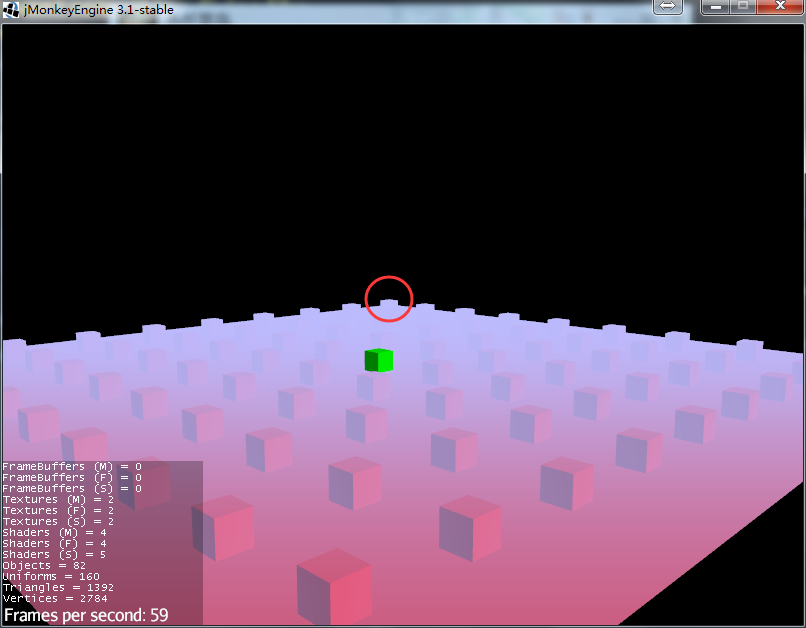 jMonkeyEngine 3.1-stable
FrameBuffers (M) = 0
FrameBuffers (F) = 0
FrameBuffers (S) = 0
Textures (M) = 2
Textures (F) = 2
Textures (S) = 2
Shaders (M) = 4
Shaders (F) = 4
Shaders (S) = 5
Objects = 82
Uniforms = 160
Triangles = 1392
Vertices = 2784
Frames per second: 59